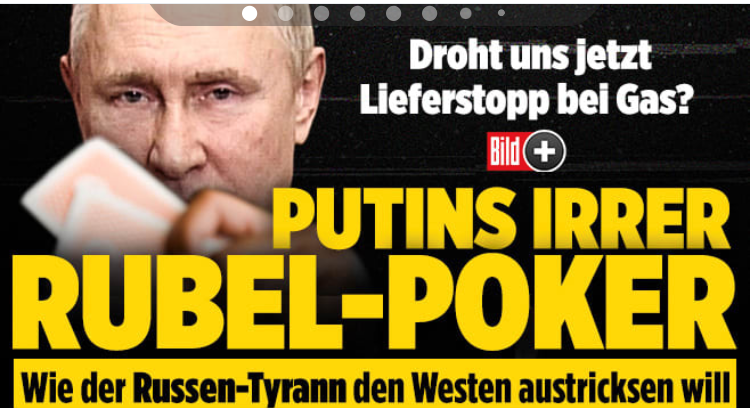 Droht uns jetzt
Lieferstopp bei Gas?
Bild +
PUTINS IRRER
RUBEL-POKER
Wie der Russen-Tyrann den Westen austricksen will